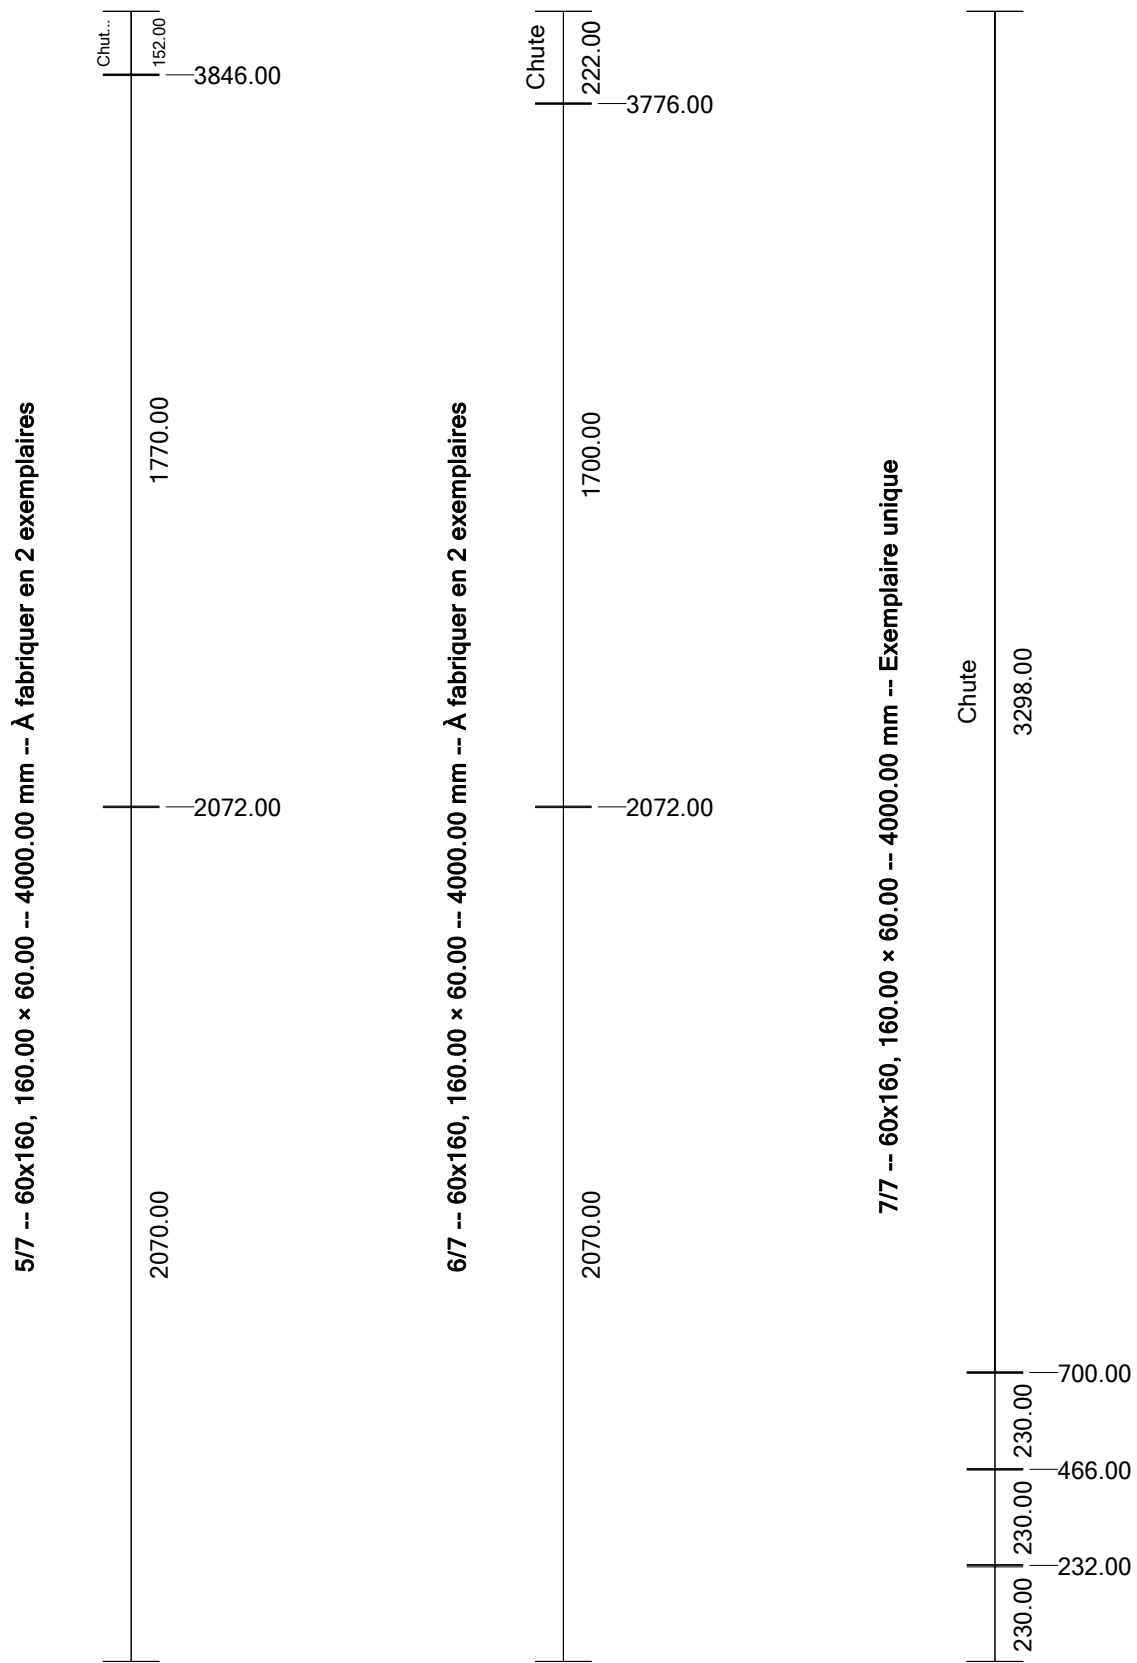 5/7 -- 60x160, 160.00 × 60.00 -- 4000.00 mm -- À fabriquer en 2 exemplaires
Chut...
152.00
3846.00
1770.00
2072.00
2070.00
6/7 -- 60x160, 160.00 × 60.00 -- 4000.00 mm -- À fabriquer en 2 exemplaires
Chute
222.00
3776.00
1700.00
2072.00
2070.00
7/7 -- 60x160, 160.00 × 60.00 -- 4000.00 mm -- Exemplaire unique
Chute
3298.00
700.00
230.00
466.00
230.00
232.00
230.00